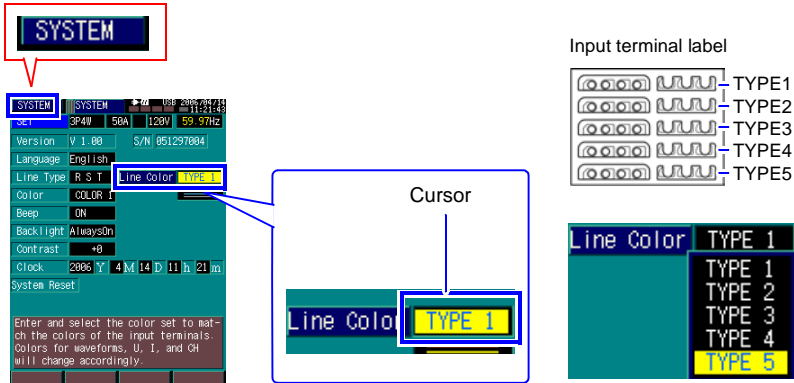 SYSTEM
SYSTEM SYSTEM USB 2006/04/14
11:21:43
SET 3P4W 50A 120V 59.97Hz
Version V 1.00 S/N 051297004
Language English
Line Type R S T Line Color TYPE 1
Color COLOR 1
Beep ON
Backlight AlwaysOn
Contrast +0
Clock 2006 Y 4 M 14 D 11 h 21 m
System Reset
Enter and select the color set to mat-
ch the colors of the input terminals.
Colors for waveforms, U, I, and CH
will change accordingly.
Cursor
Line Colo TYPE 1
Input terminal label
TYPE1
TYPE2
TYPE3
TYPE4
TYPE5
Line Color TYPE 1
TYPE 1
TYPE 2
TYPE 3
TYPE 4
TYPE 5